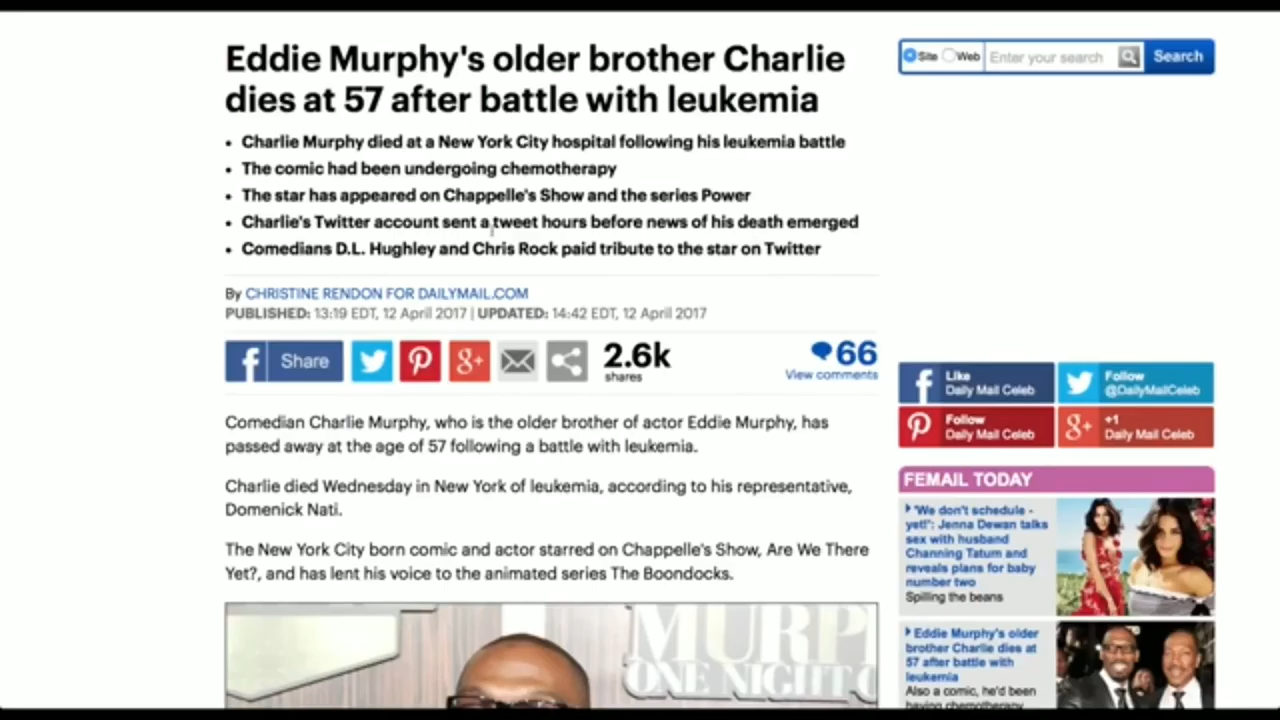 Eddie Murphy's older brother Charlie
dies at 57 after battle with leukemia
• Charlie Murphy died at a New York City hospital following his leukemia battle
• The comic had been undergoing chemotherapy
• The star has appeared on Chappelle's Show and the series Power
• Charlie's Twitter account sent a tweet hours before news of his death emerged
• Comedians D.L. Hughley and Chris Rock paid tribute to the star on Twitter
By CHRISTINE RENDON FOR DAILYMAIL.COM
PUBLISHED: 13:19 EDT, 12 April 2017 | UPDATED: 14:42 EDT, 12 April 2017
f Share
g+
2.6k
shares
66
View comments
Comedian Charlie Murphy, who is the older brother of actor Eddie Murphy, has
passed away at the age of 57 following a battle with leukemia.
Charlie died Wednesday in New York of leukemia, according to his representative,
Domenick Nati.
The New York City born comic and actor starred on Chappelle's Show, Are We There
Yet?, and has lent his voice to the animated series The Boondocks.
MURP
ONE NIGHT O
Site Web Enter your search Search
Like
Daily Mail Celeb
Follow
@DailyMailCeleb
Follow
Daily Mail Celeb
g+ +1
Daily Mail Celeb
FEMAIL TODAY
'We don't schedule -
yet!': Jenna Dewan talks
sex with husband
Channing Tatum and
reveals plans for baby
number two
Spilling the beans
Eddie Murphy's older
brother Charlie dies at
57 after battle with
leukemia
Also a comic, he'd been
having chemotherapy